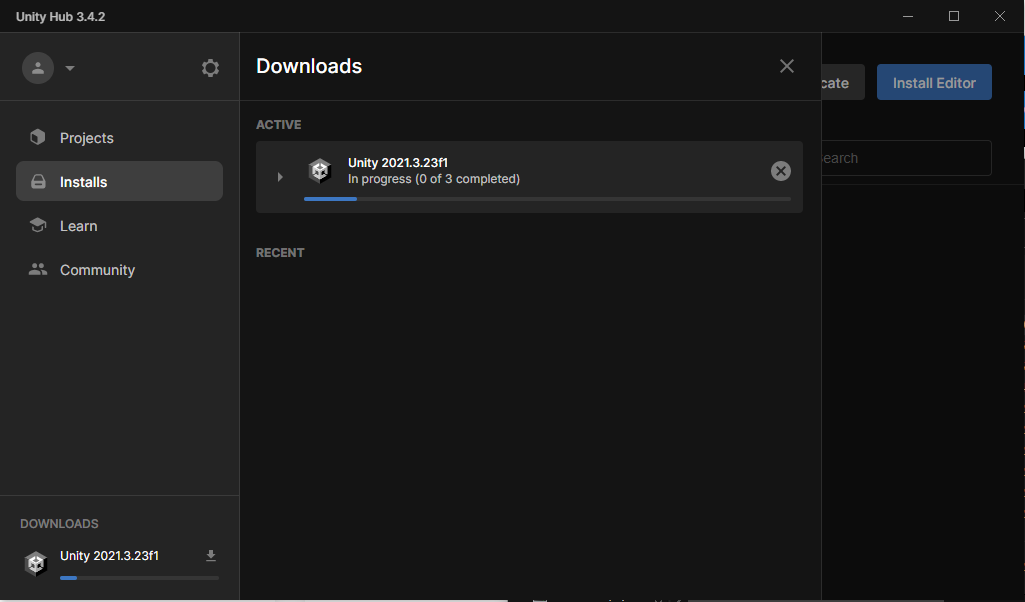 Unity Hub 3.4.2
Projects
Installs
Learn
Community
DOWNLOADS
Unity 2021.3.23f1
Downloads
ACTIVE
Unity 2021.3.23f1
In progress (0 of 3 completed)
RECENT
cate
Install Editor
earch